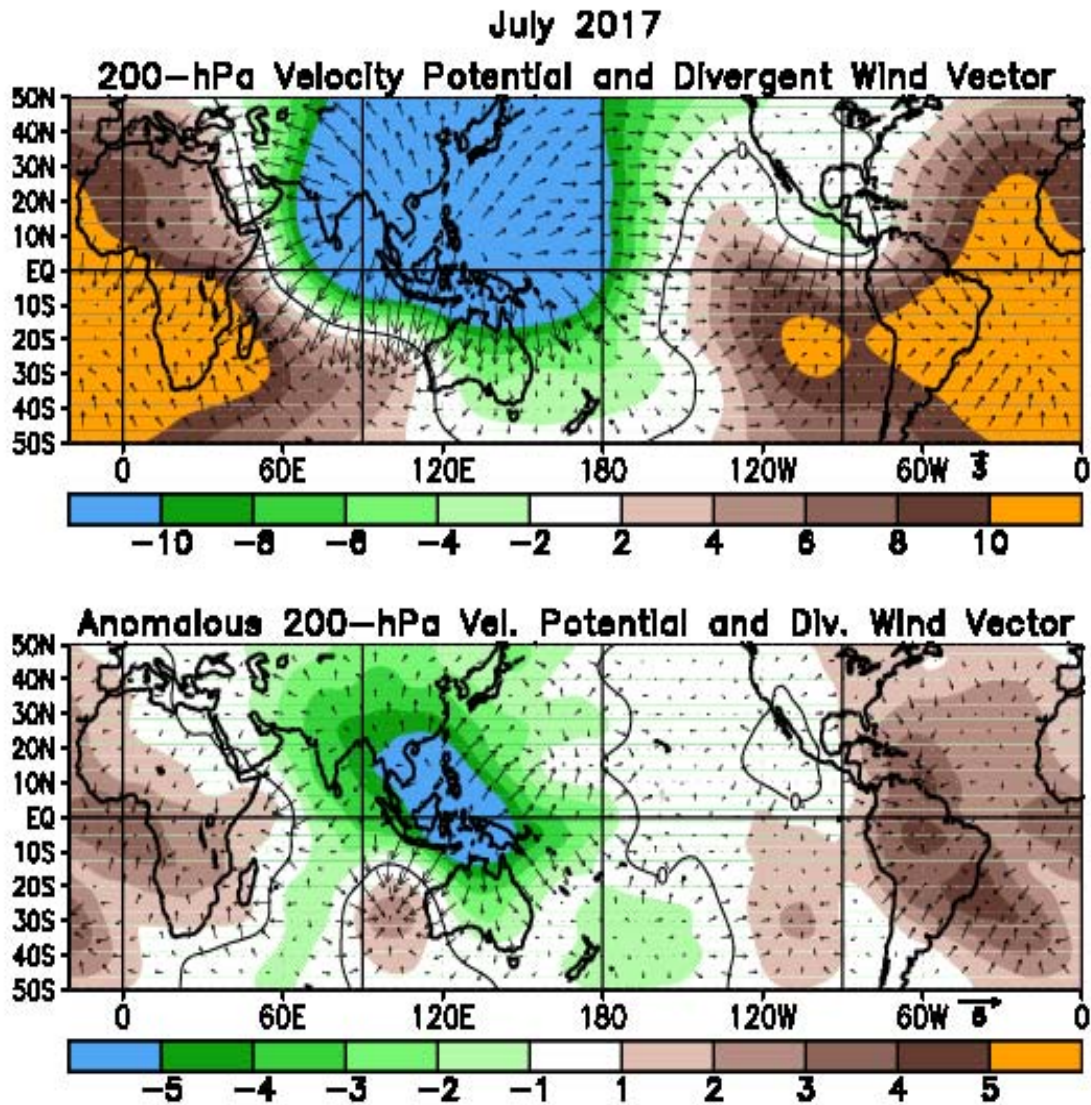 July 2017
200-hPa Velocity Potential and Divergent Wind Vector
50N
40N
30N
20N
10N
EQ
10S
20S
30S
40S
50S
0
0 60E 120E 180 120W 60W 3 0
-10 -8 -6 -4 -2 2 4 6 8 10
Anomalous 200-hPa Vel. Potential and Div. Wind Vector
50N
40N
30N
20N
10N
EQ
10S
20S
30S
40S
50S
0
0
0 60E 120E 180 120W 60W 0
-5 -4 -3 -2 -1 1 2 3 4 5